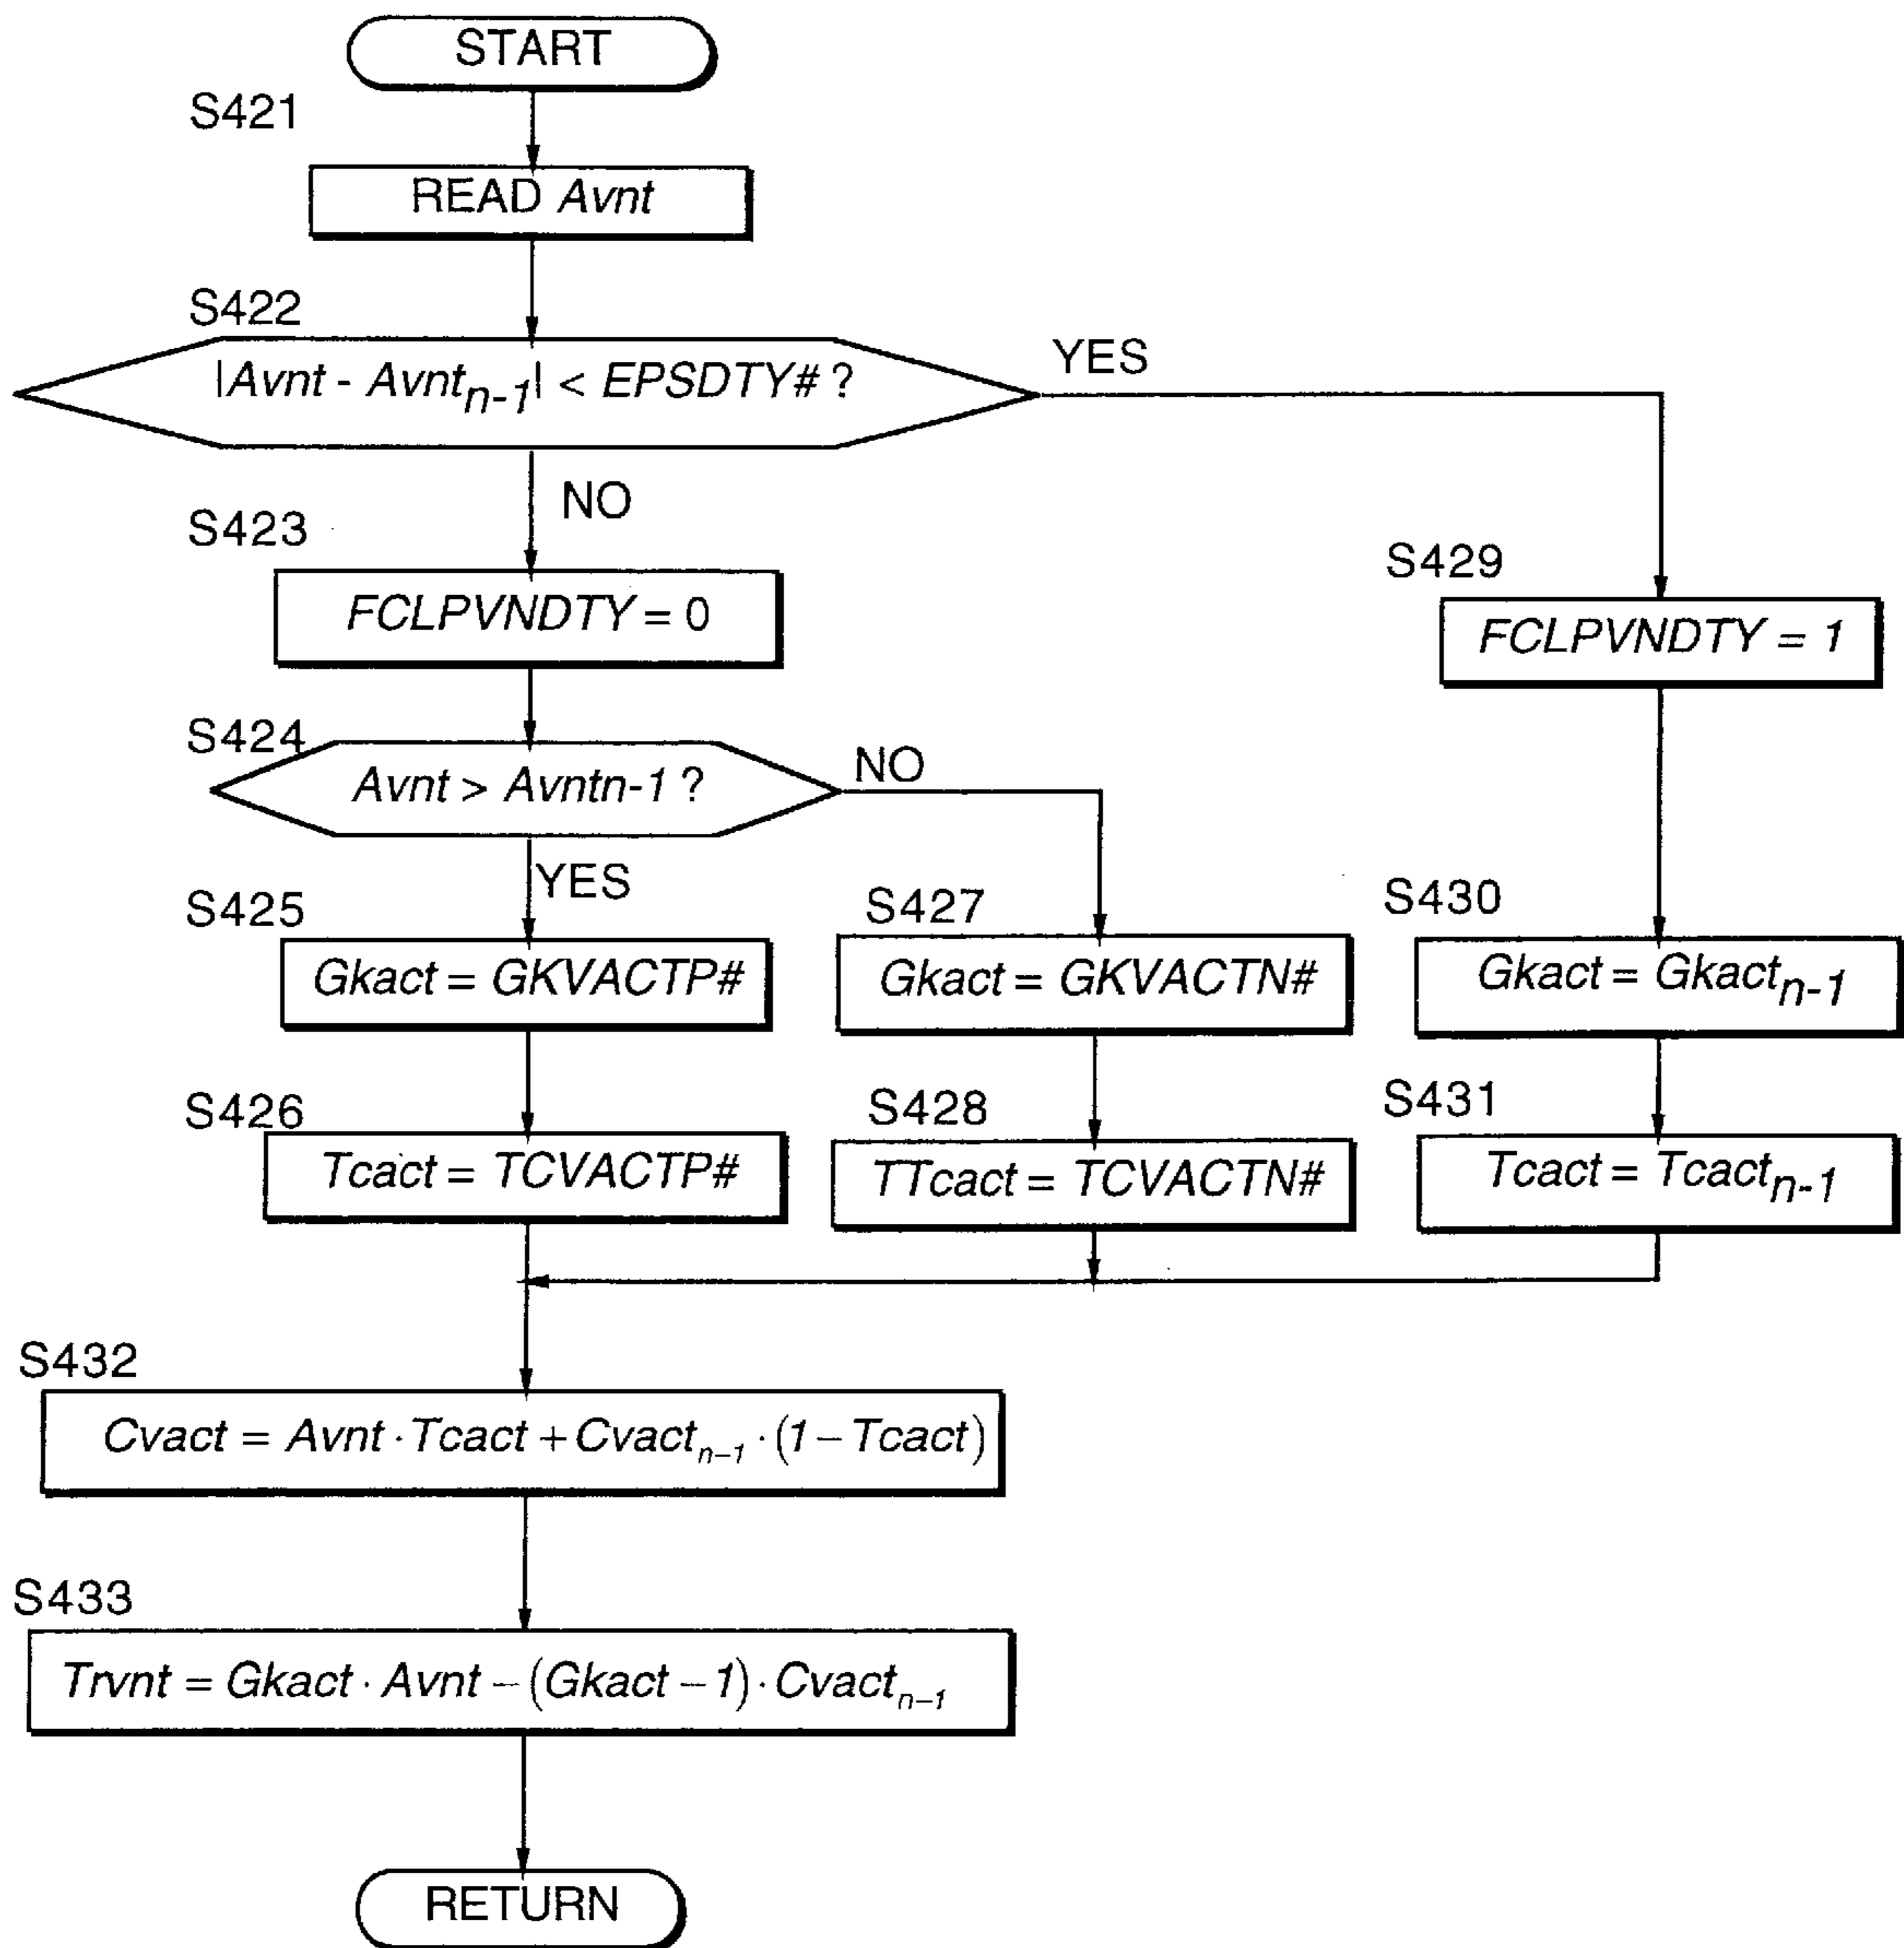 START
S421
READ Avnt
S422
|Avnt - Avntn-1| < EPSDTY# ?
YES
NO
S423
FCLPVNDTY = 0
S429
FCLPVNDTY = 1
S424
Avnt > Avntn-1 ?
NO
YES
S425
Gkact = GKVACTP#
S427
Gkact = GKVACTN#
S430
Gkact = Gkactn-1
S426
Tcact = TCVACTP#
S428
TTcact = TCVACTN#
S431
Tcact = Tcactn-1
S432
Cvact = Avnt · Tcact + Cvactn-1 · (1 - Tcact)
S433
Trvnt = Gkact · Avnt - (Gkact - 1) · Cvactn-1
RETURN